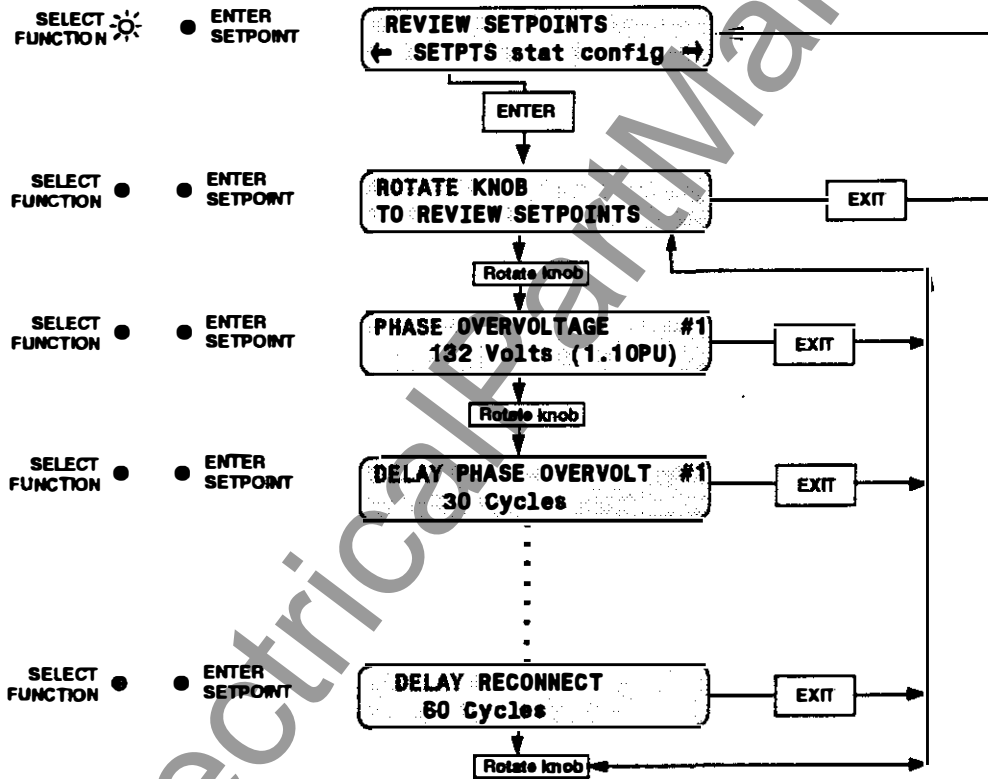 SELECT FUNCTION ENTER SETPOINT
REVIEW SETPOINTS
← SETPTS stat config →
ENTER
SELECT FUNCTION ENTER SETPOINT
ROTATE KNOB
TO REVIEW SETPOINTS
EXIT
Rotate knob
SELECT FUNCTION ENTER SETPOINT
PHASE OVERVOLTAGE #1
132 Volts (1.10PU)
EXIT
Rotate knob
SELECT FUNCTION ENTER SETPOINT
DELAY PHASE OVERVOLT #1
30 Cycles
EXIT
SELECT FUNCTION ENTER SETPOINT
DELAY RECONNECT
60 Cycles
EXIT
Rotate knob
ectricalPartMa